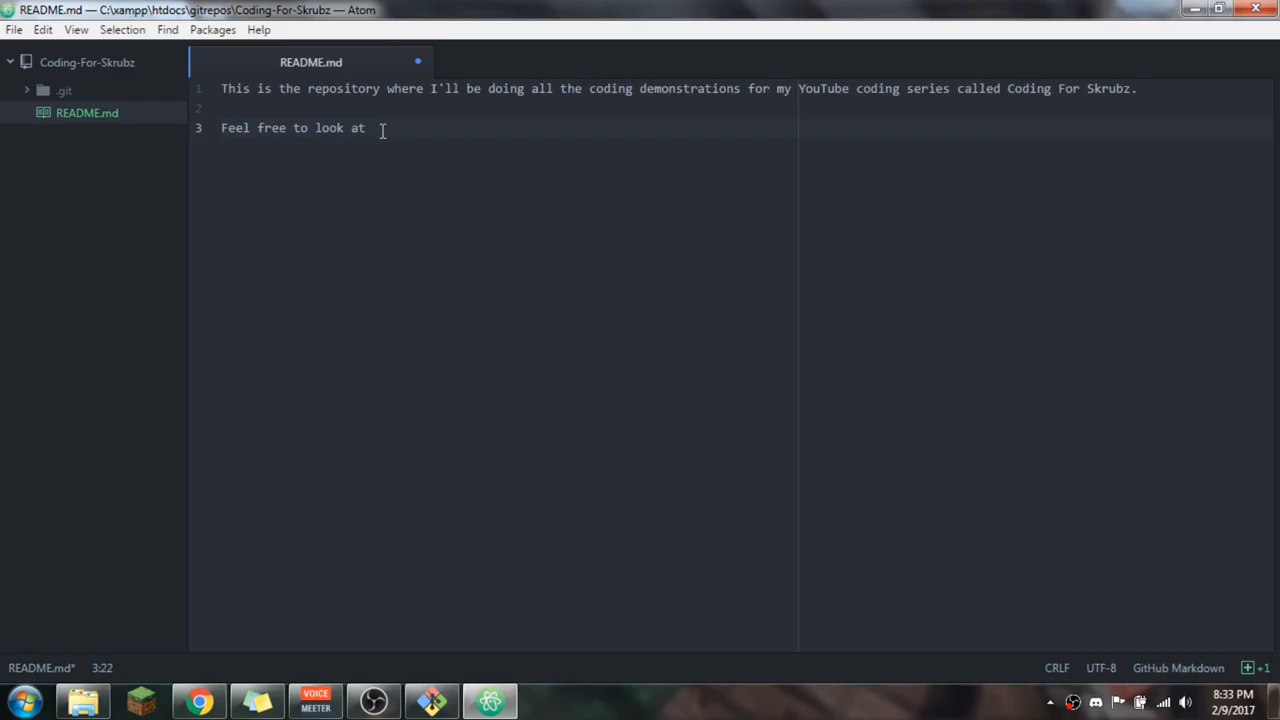 README.md — C:\xampp\htdocs\gitrepos\Coding-For-Skrubz — Atom
File Edit View Selection Find Packages Help
Coding-For-Skrubz
README.md
.git
README.md
1 This is the repository where I'll be doing all the coding demonstrations for my YouTube coding series called Coding For Skrubz.
2
3 Feel free to look at
README.md* 3:22 CRLF UTF-8 GitHub Markdown +1
VOICE
MEETER
8:33 PM
2/9/2017